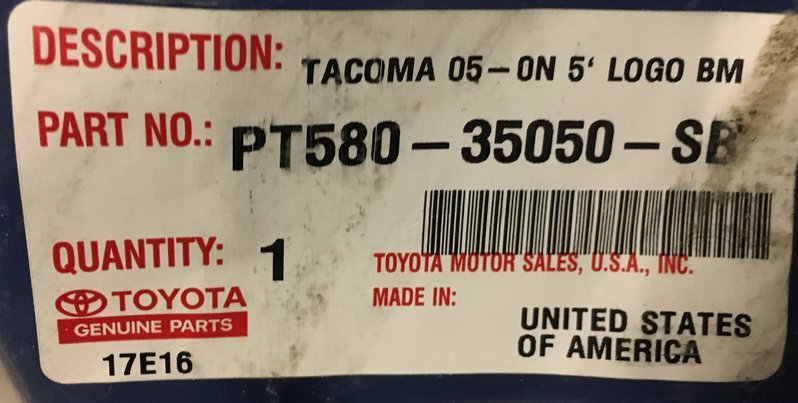 DESCRIPTION: TACOMA 05-ON 5' LOGO BM
PART NO.: PT580-35050-SB
QUANTITY: 1
TOYOTA MOTOR SALES, U.S.A., INC.
TOYOTA
GENUINE PARTS
MADE IN:
UNITED STATES
OF AMERICA
17E16